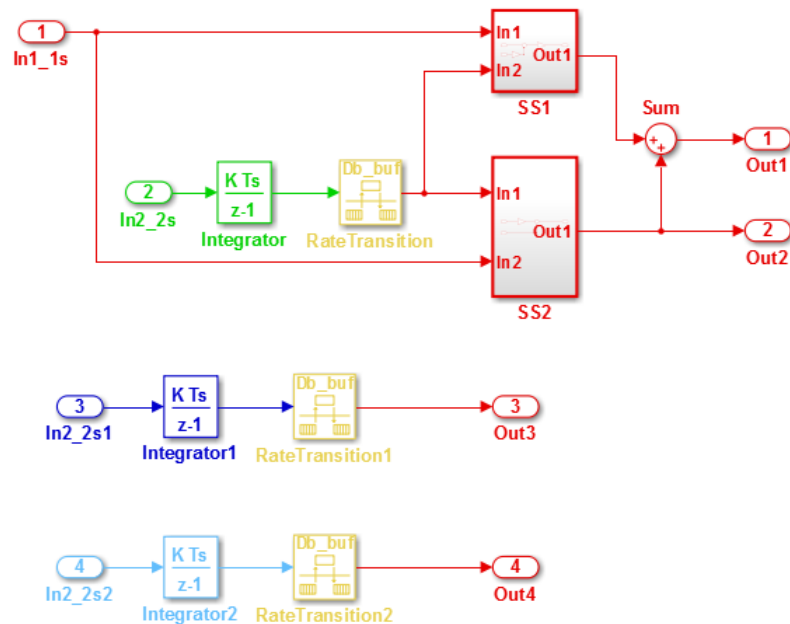 1
In1_1s
In1
In2
Out1
SS1
Sum
+
+
1
Out1
2
In2_2s
K Ts
z-1
Integrator
Db_buf
RateTransition
In1
In2
Out1
SS2
2
Out2
3
In2_2s1
K Ts
z-1
Integrator1
Db_buf
RateTransition1
3
Out3
4
In2_2s2
K Ts
z-1
Integrator2
Db_buf
RateTransition2
4
Out4